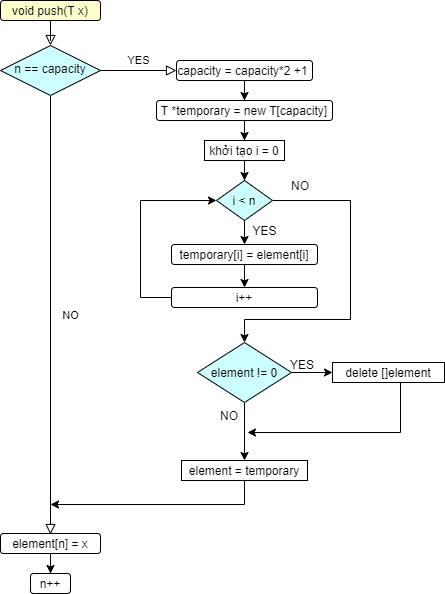 void push(T x)
n == capacity
YES
capacity = capacity*2 +1
T *temporary = new T[capacity]
khởi tạo i = 0
i < n
NO
YES
temporary[i] = element[i]
i++
NO
element != 0
YES
delete []element
NO
element = temporary
element[n] = x
n++